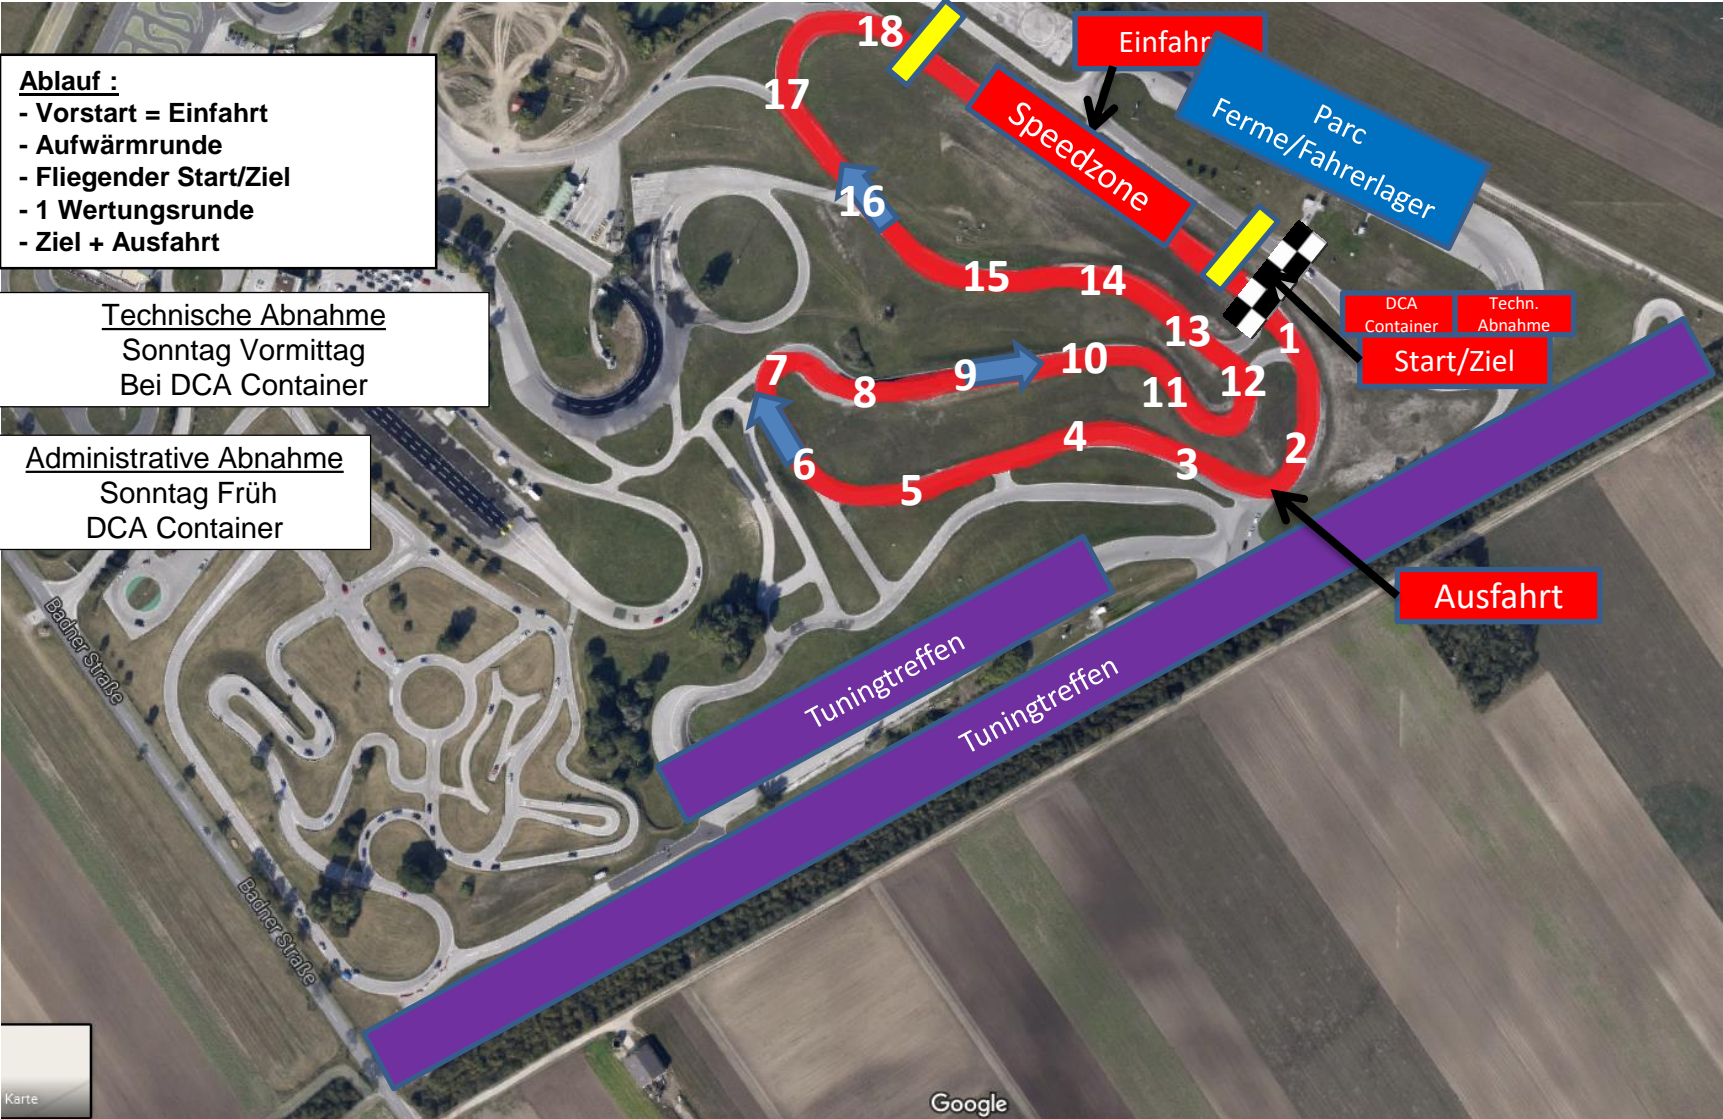 Ablauf :
- Vorstart = Einfahrt
- Aufwärmrunde
- Fliegender Start/Ziel
- 1 Wertungsrunde
- Ziel + Ausfahrt
Technische Abnahme
Sonntag Vormittag
Bei DCA Container
Administrative Abnahme
Sonntag Früh
DCA Container
18
17
16
15
14
13
12
11
10
9
8
7
6
5
4
3
2
1
Einfahr
Speedzone
Parc
Ferme/Fahrerlager
DCA
Container
Techn.
Abnahme
Start/Ziel
Ausfahrt
Tuningtreffen
Tuningtreffen
Badner Straße
Badner Straße
Karte
Google